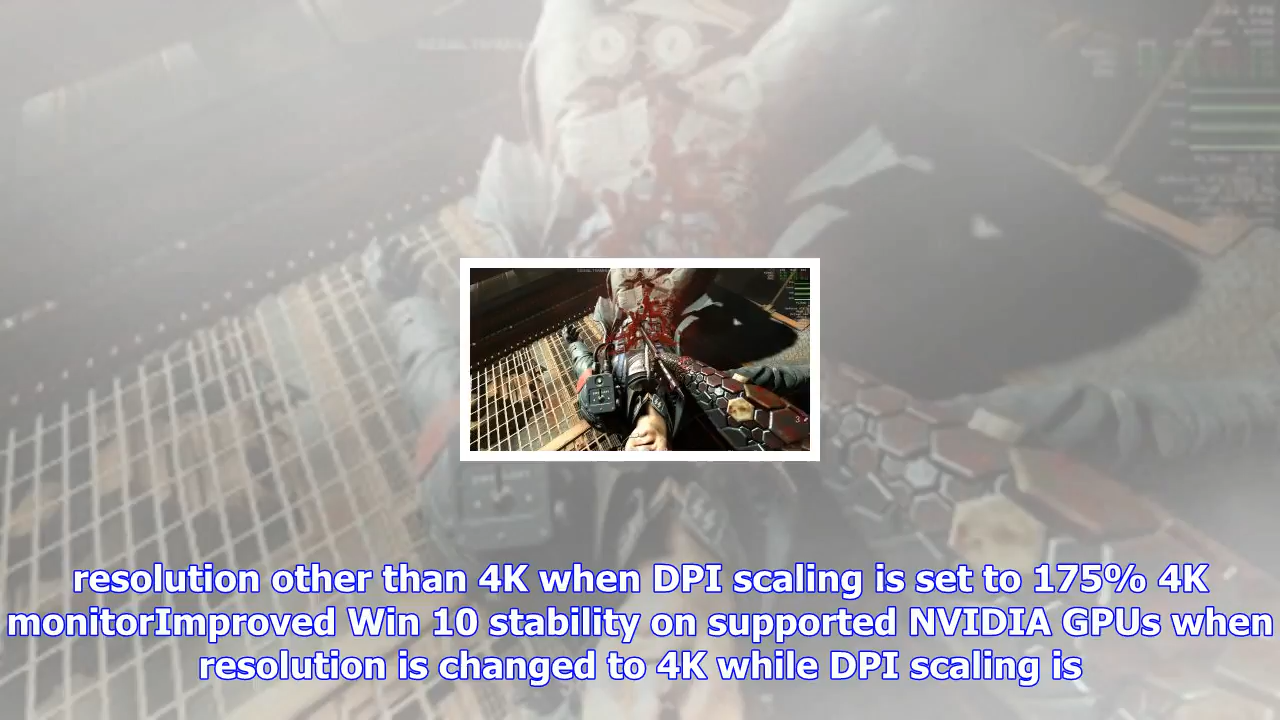 resolution other than 4K when DPI scaling is set to 175% 4K
monitorImproved Win 10 stability on supported NVIDIA GPUs when
resolution is changed to 4K while DPI scaling is